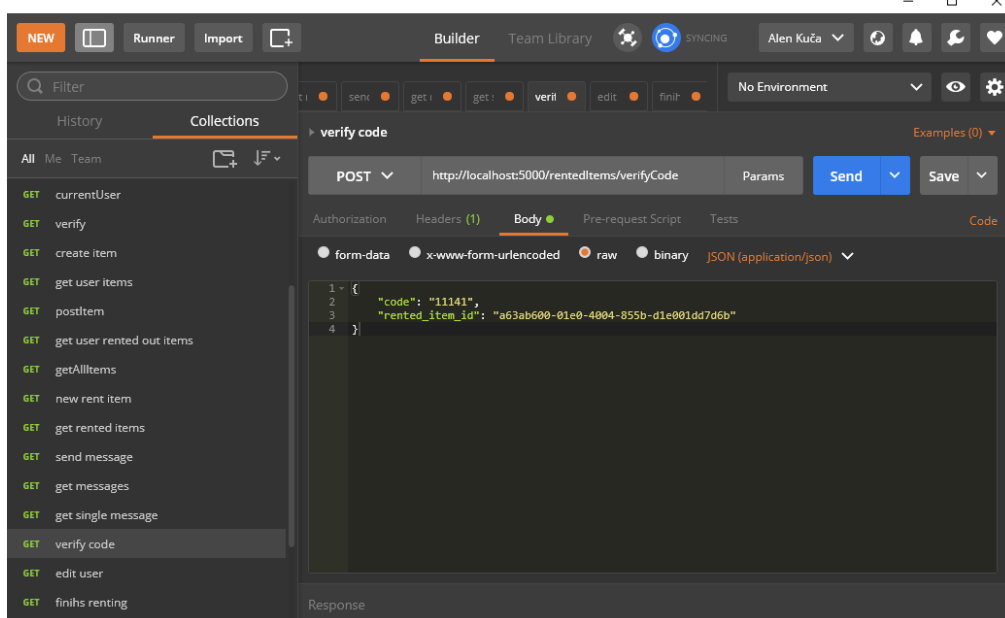 NEW Runner Import Builder Team Library SYNCING Alen Kuča
Filter
History Collections
All Me Team
GET currentUser
GET verify
GET create item
GET get user items
GET postItem
GET get user rented out items
GET getAllItems
GET new rent item
GET get rented items
GET send message
GET get messages
GET get single message
GET verify code
GET edit user
GET finihs renting
get verif edit No Environment
verify code Examples (0)
POST http://localhost:5000/rentedItems/verifyCode Params Send Save
Authorization Headers (1) Body Pre-request Script Tests Code
form-data x-www-form-urlencoded raw binary JSON (application/json)
1 {
2 "code": "11141",
3 "rented_item_id": "a63ab600-01e0-4004-855b-d1e001dd7d6b"
4 }
Response